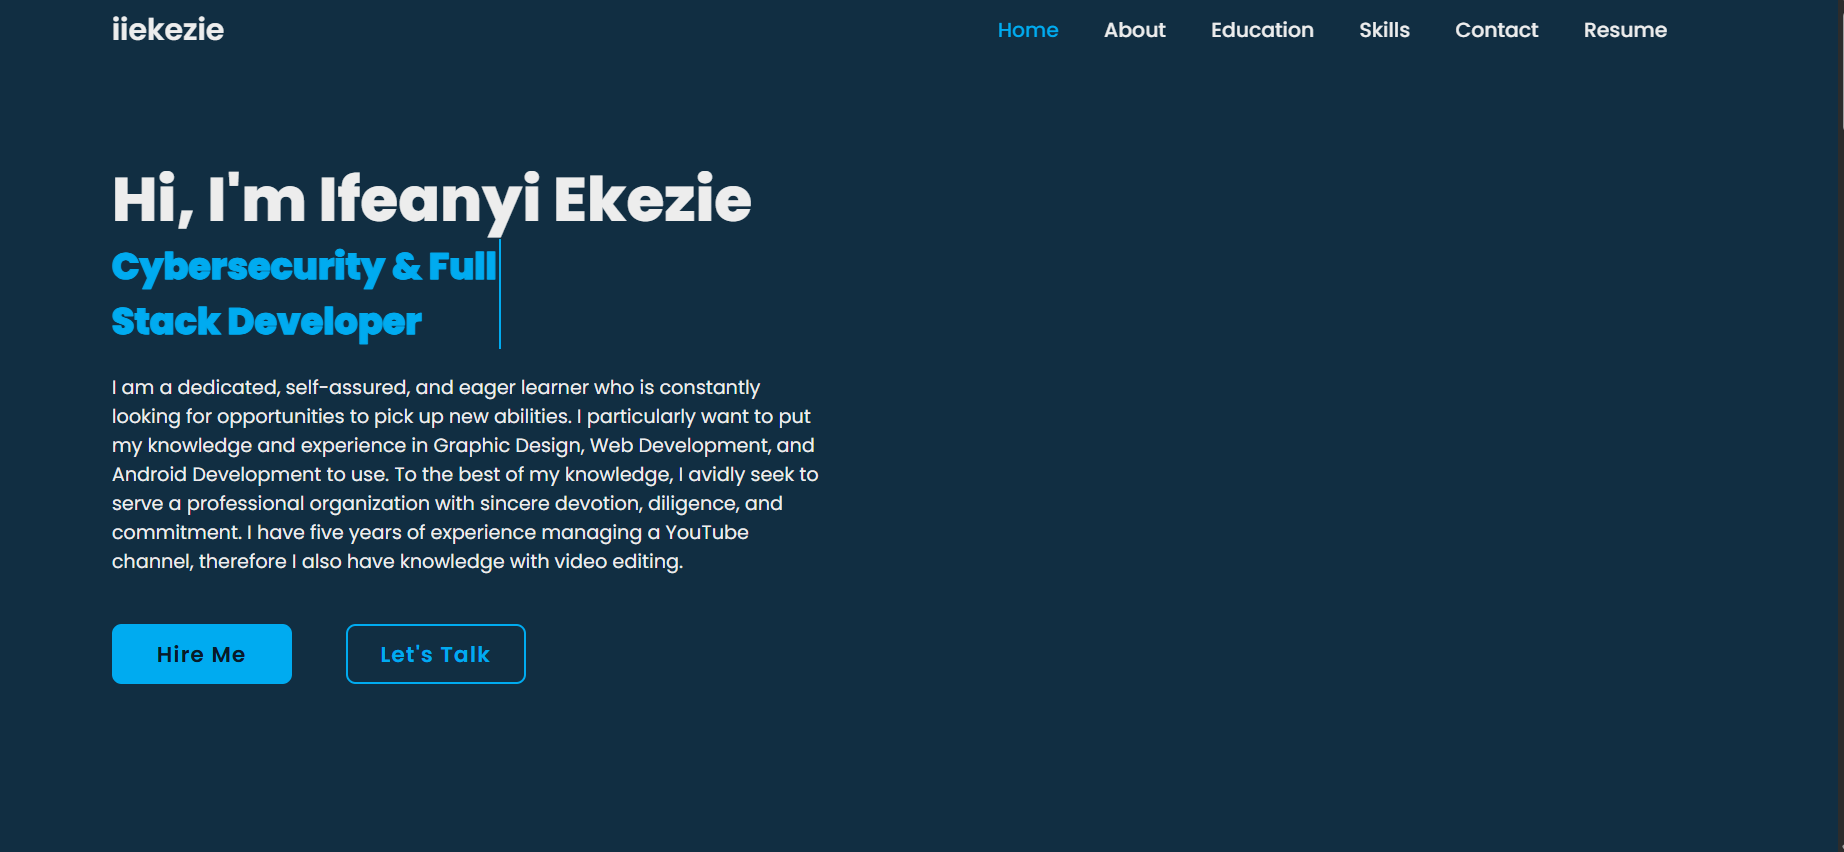 iiekezie
Home About Education Skills Contact Resume
Hi, I'm Ifeanyi Ekezie
Cybersecurity & Full
Stack Developer
I am a dedicated, self-assured, and eager learner who is constantly
looking for opportunities to pick up new abilities. I particularly want to put
my knowledge and experience in Graphic Design, Web Development, and
Android Development to use. To the best of my knowledge, I avidly seek to
serve a professional organization with sincere devotion, diligence, and
commitment. I have five years of experience managing a YouTube
channel, therefore I also have knowledge with video editing.
Hire Me
Let's Talk